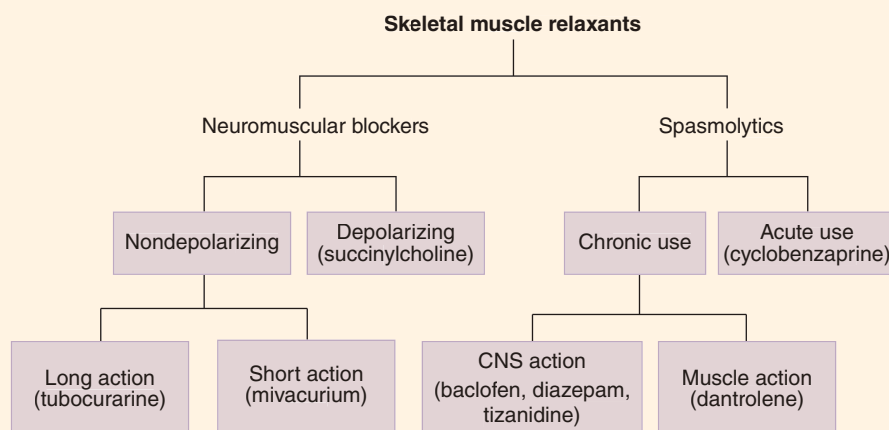 Skeletal muscle relaxants
Neuromuscular blockers
Spasmolytics
Nondepolarizing
Depolarizing
(succinylcholine)
Chronic use
Acute use
(cyclobenzaprine)
Long action
(tubocurarine)
Short action
(mivacurium)
CNS action
(baclofen, diazepam,
tizanidine)
Muscle action
(dantrolene)